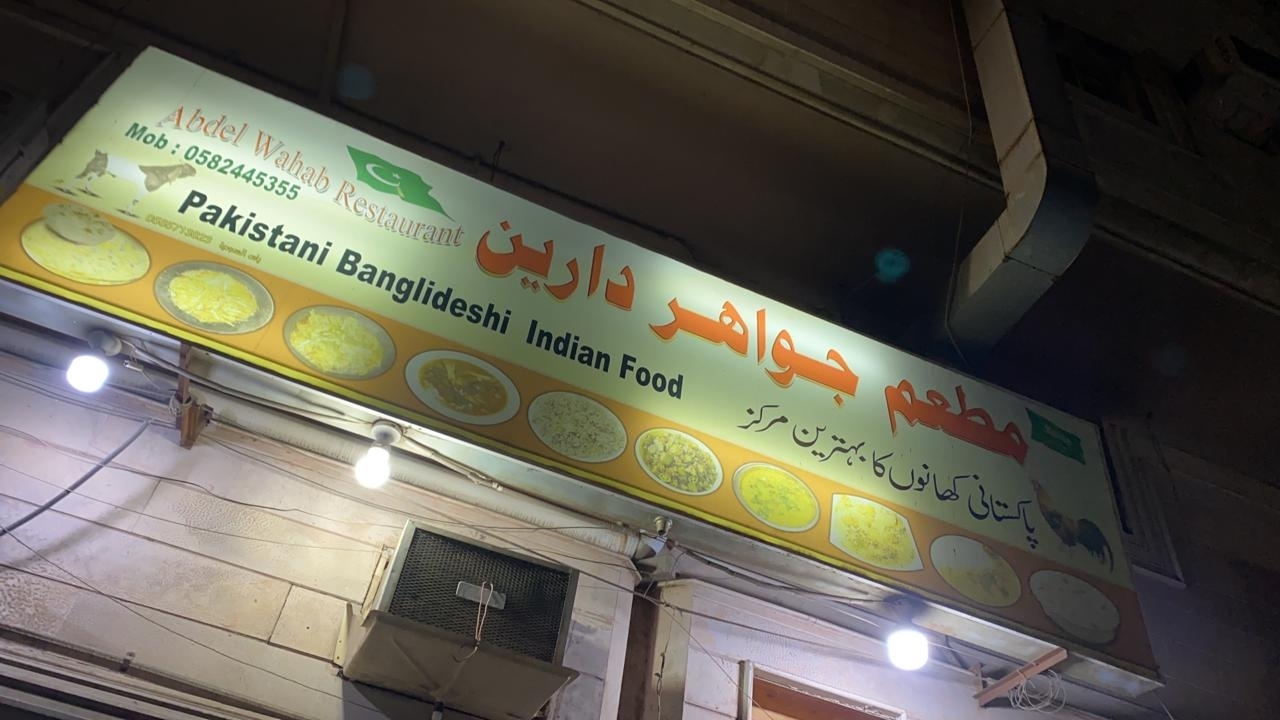 Abdel Wahab Restaurant
Mob : 0582445355
مطعم جواهر دارين
Pakistani Banglideshi Indian Food
پاکستانی کھانوں کا بہترین مرکز